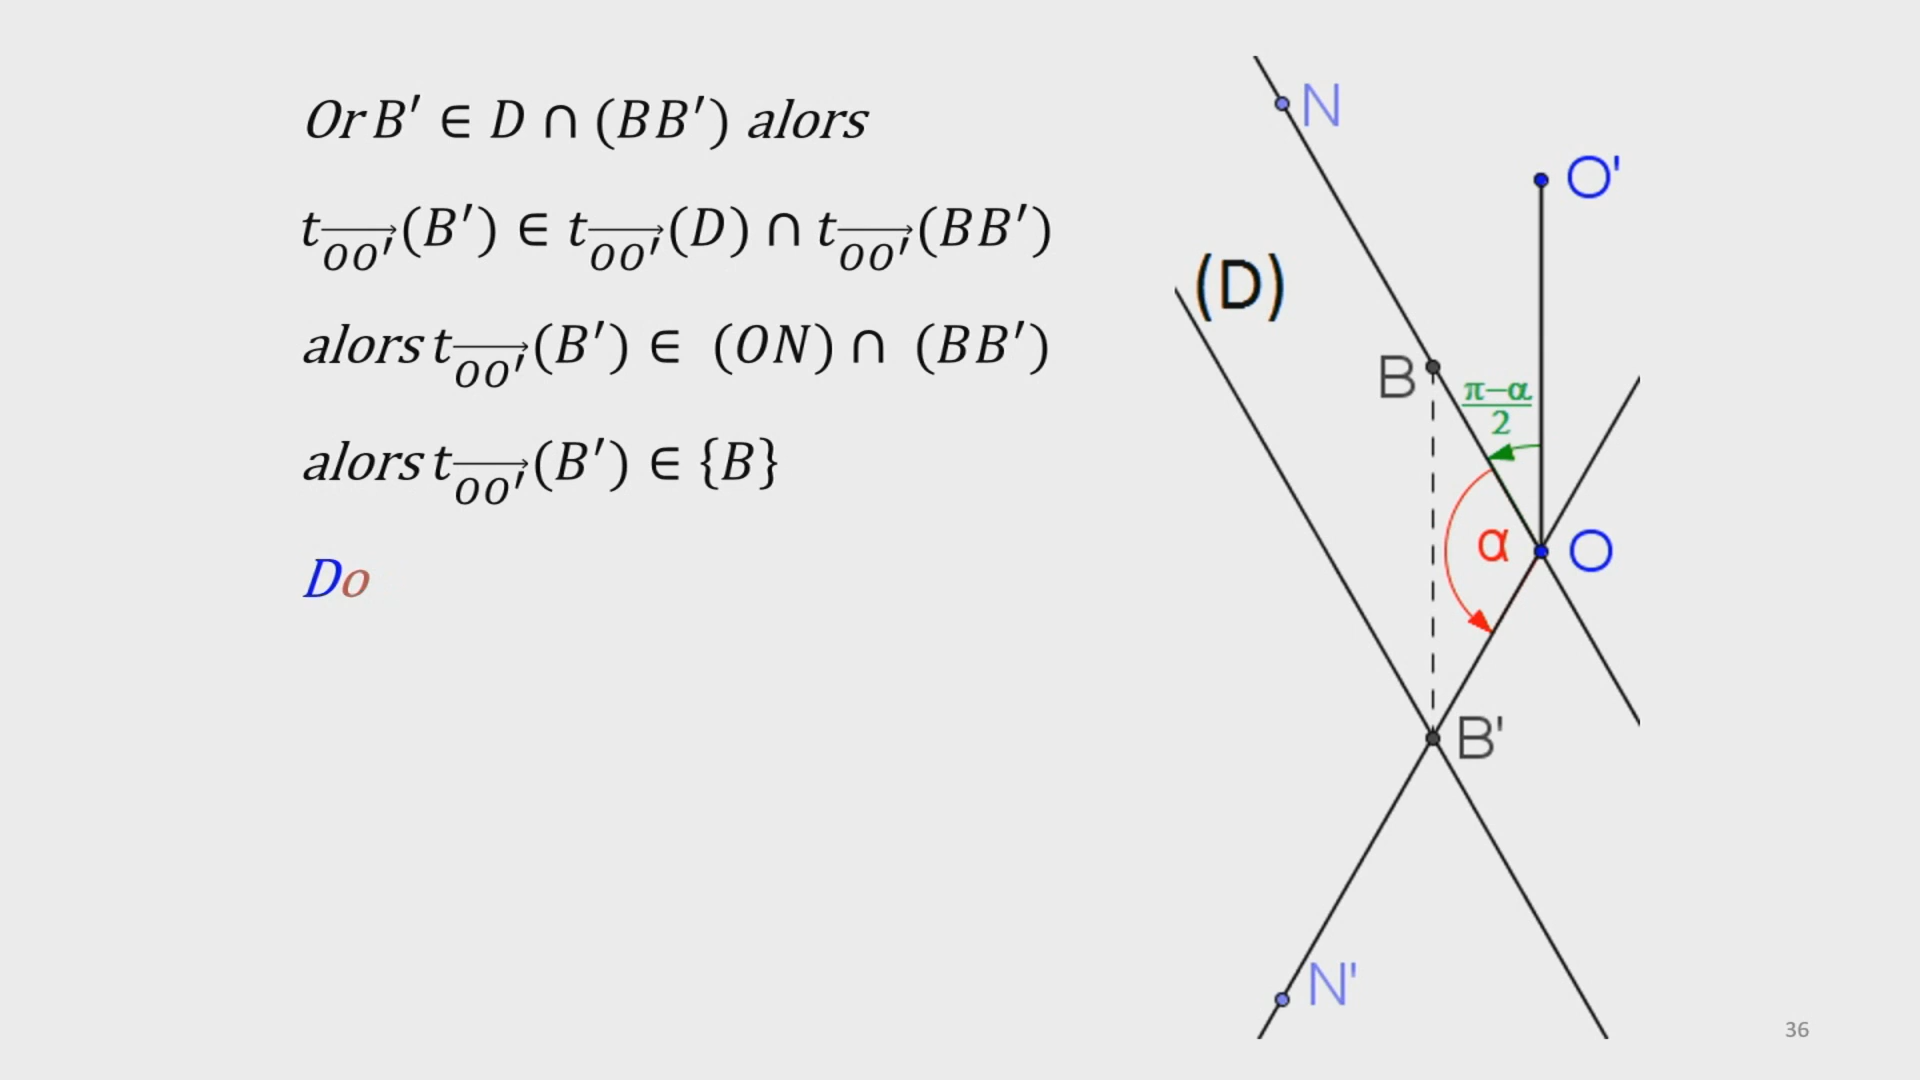 Or B′ ∈ D ∩ (BB′) alors
t_{\overrightarrow{OO'}}(B′) ∈ t_{\overrightarrow{OO'}}(D) ∩ t_{\overrightarrow{OO'}}(BB′)
alors t_{\overrightarrow{OO'}}(B′) ∈ (ON) ∩ (BB′)
alors t_{\overrightarrow{OO'}}(B′) ∈ {B}
Do
N
O'
(D)
B
π−α/2
α
O
B'
N'
36